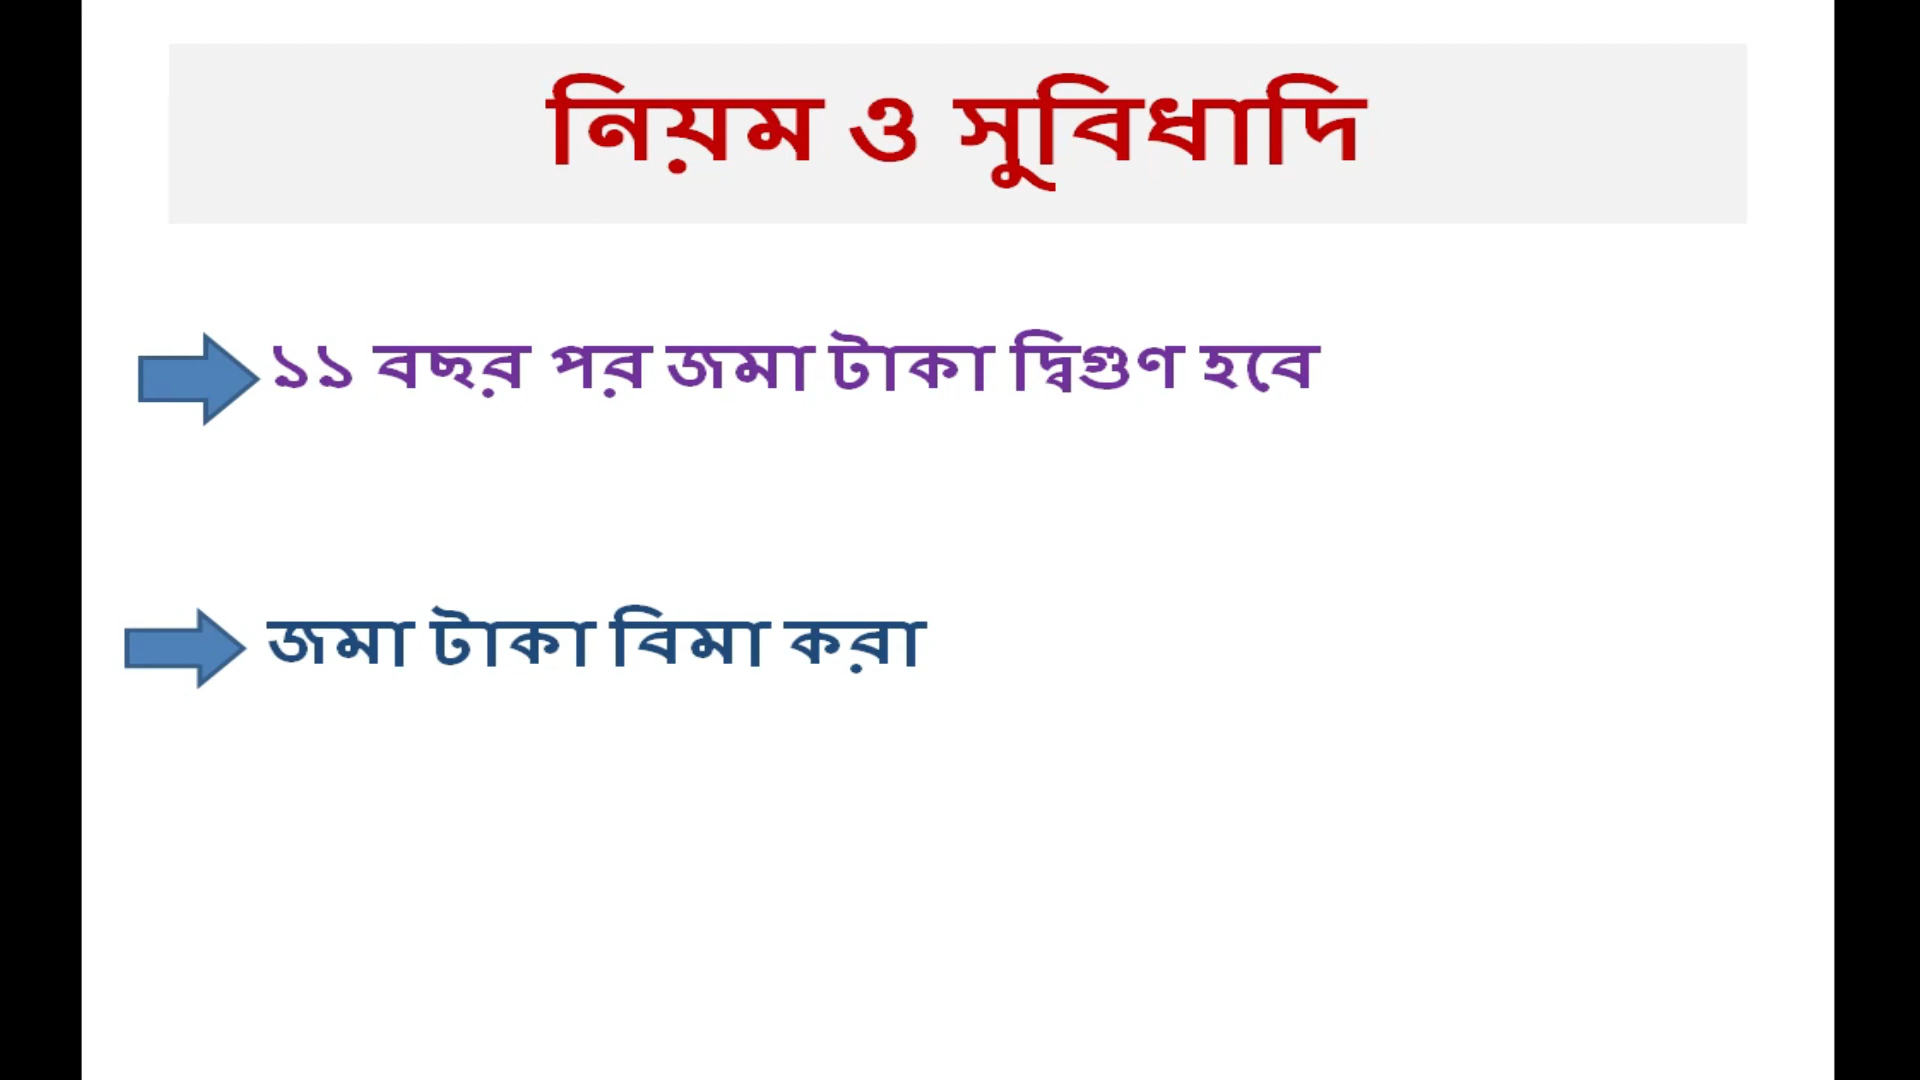 নিয়ম ও সুবিধাদি
১১ বছর পর জমা টাকা দ্বিগুণ হবে
জমা টাকা বিমা করা